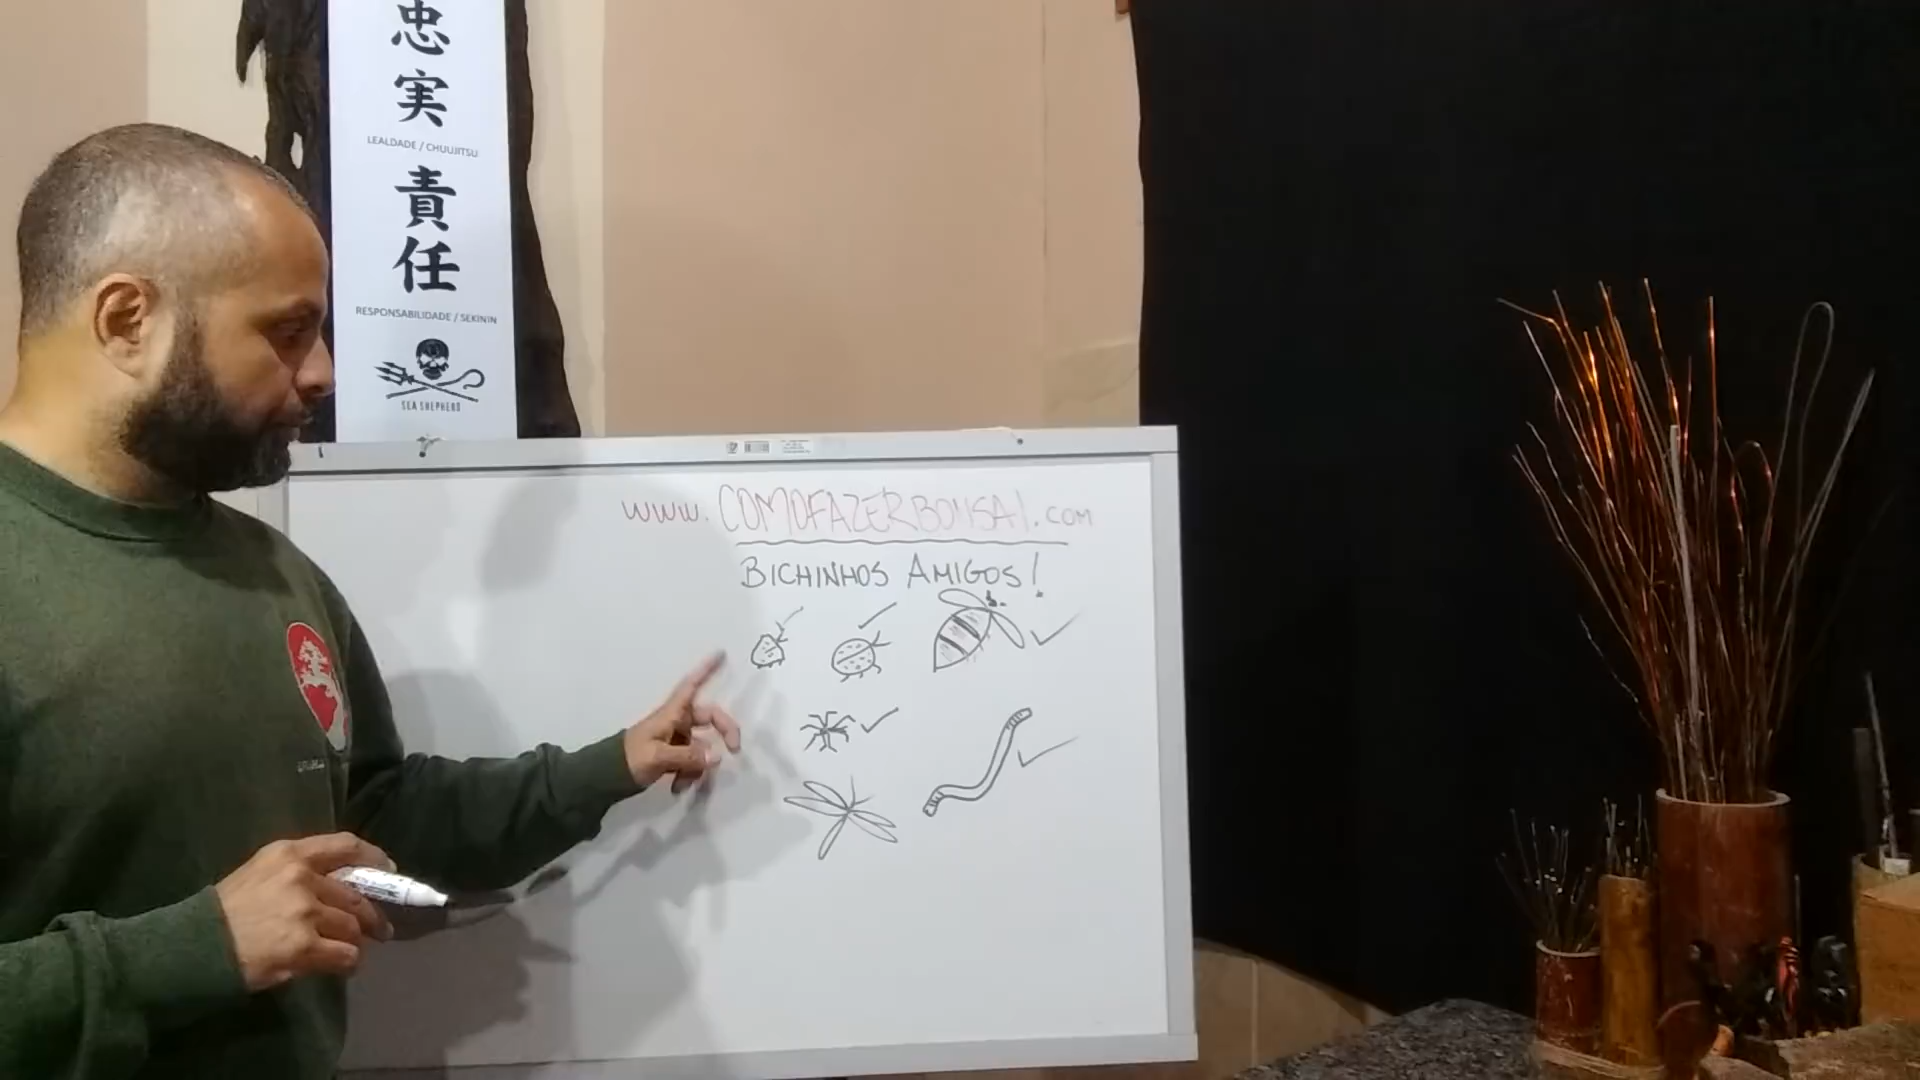 忠
実
LEALDADE / CHUUJITSU
責
任
RESPONSABILIDADE / SEKININ
SEA SHEPHERD
www.COMOFAZERBONSAI.com
BICHINHOS AMIGOS!